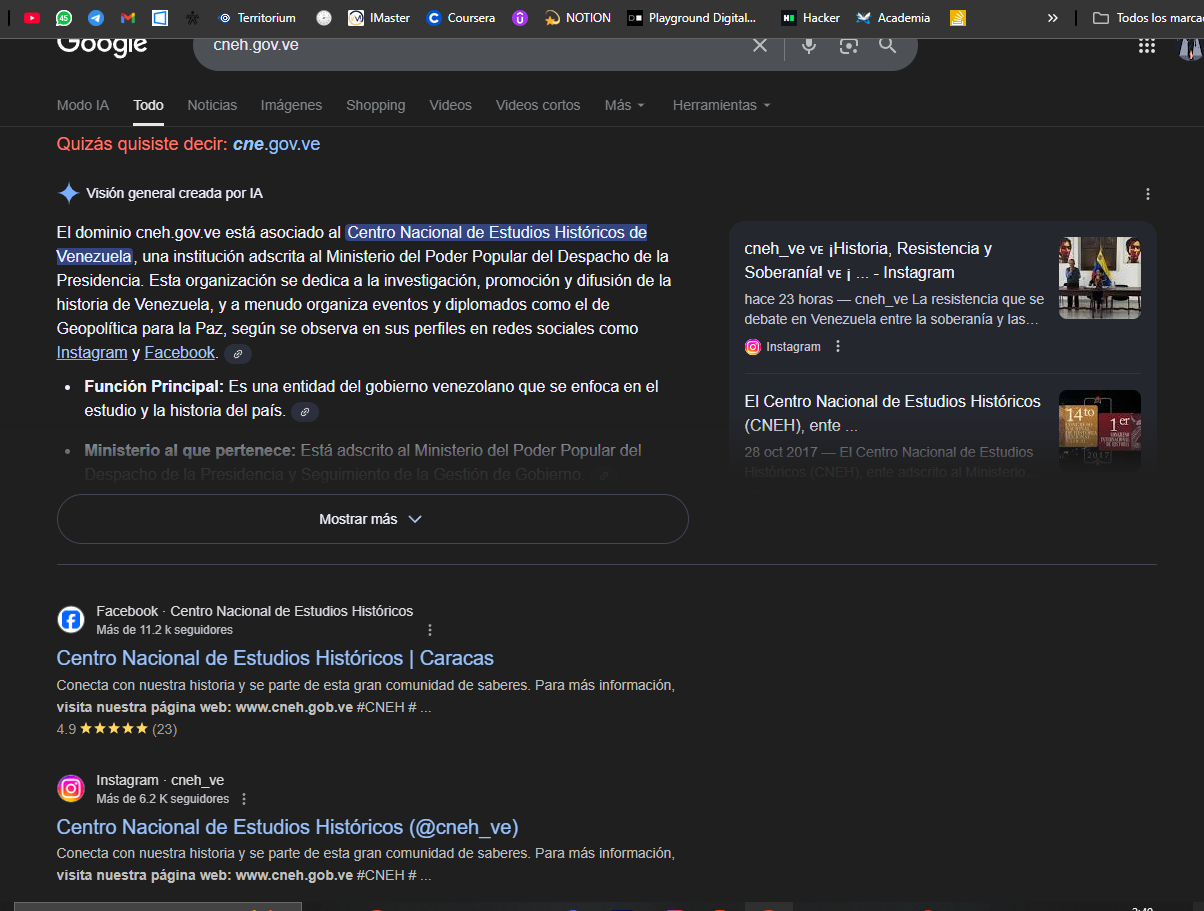 Territorium
IMaster
Coursera
NOTION
Playground Digital...
Hacker
Academia
Todos los marca
Google
cneh.gov.ve
Modo IA
Todo
Noticias
Imágenes
Shopping
Videos
Videos cortos
Más
Herramientas
Quizás quisiste decir: cne.gov.ve
Visión general creada por IA
El dominio cneh.gov.ve está asociado al Centro Nacional de Estudios Históricos de
Venezuela, una institución adscrita al Ministerio del Poder Popular del Despacho de la
Presidencia. Esta organización se dedica a la investigación, promoción y difusión de la
historia de Venezuela, y a menudo organiza eventos y diplomados como el de
Geopolítica para la Paz, según se observa en sus perfiles en redes sociales como
Instagram y Facebook.
Función Principal: Es una entidad del gobierno venezolano que se enfoca en el
estudio y la historia del país.
Ministerio al que pertenece: Está adscrito al Ministerio del Poder Popular del
Despacho de la Presidencia y Seguimiento de la Gestión de Gobierno.
Mostrar más
cneh_ve ᴠᴇ ¡Historia, Resistencia y
Soberanía! ᴠᴇ ¡ ... - Instagram
hace 23 horas — cneh_ve La resistencia que se
debate en Venezuela entre la soberanía y las...
Instagram
El Centro Nacional de Estudios Históricos
(CNEH), ente ...
28 oct 2017 — El Centro Nacional de Estudios
Históricos (CNEH), ente adscrito al Ministerio...
14to
1er
2017
Facebook · Centro Nacional de Estudios Históricos
Más de 11.2 k seguidores
Centro Nacional de Estudios Históricos | Caracas
Conecta con nuestra historia y se parte de esta gran comunidad de saberes. Para más información,
visita nuestra página web: www.cneh.gob.ve #CNEH # ...
4.9 ★★★★★ (23)
Instagram · cneh_ve
Más de 6.2 K seguidores
Centro Nacional de Estudios Históricos (@cneh_ve)
Conecta con nuestra historia y se parte de esta gran comunidad de saberes. Para más información,
visita nuestra página web: www.cneh.gob.ve #CNEH # ...